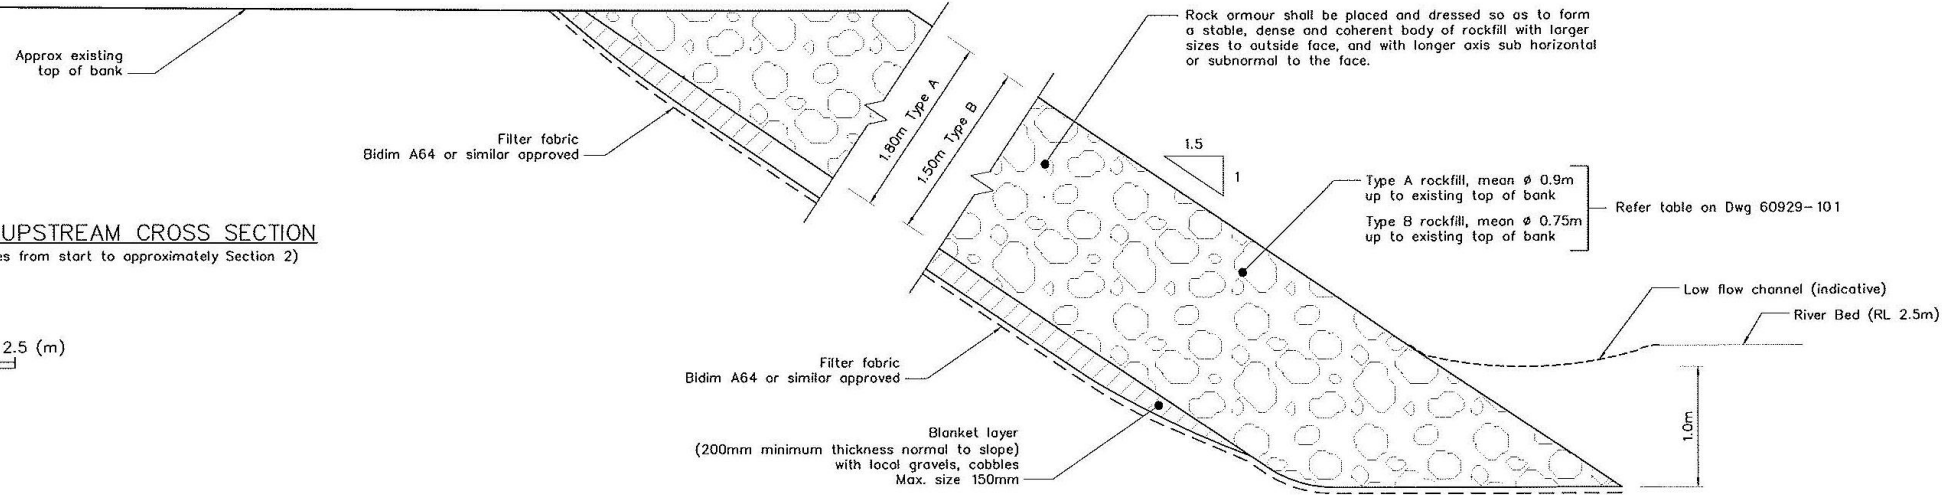 Approx existing
top of bank
Filter fabric
Bidim A64 or similar approved
1.80m Type A
1.50m Type B
Rock armour shall be placed and dressed so as to form
a stable, dense and coherent body of rockfill with larger
sizes to outside face, and with longer axis sub horizontal
or subnormal to the face.
1.5
1
Type A rockfill, mean ø 0.9m
up to existing top of bank
Type B rockfill, mean ø 0.75m
up to existing top of bank
Refer table on Dwg 60929-101
UPSTREAM CROSS SECTION
es from start to approximately Section 2)
2.5 (m)
Low flow channel (indicative)
River Bed (RL 2.5m)
Filter fabric
Bidim A64 or similar approved
1.0m
Blanket layer
(200mm minimum thickness normal to slope)
with local gravels, cobbles
Max. size 150mm